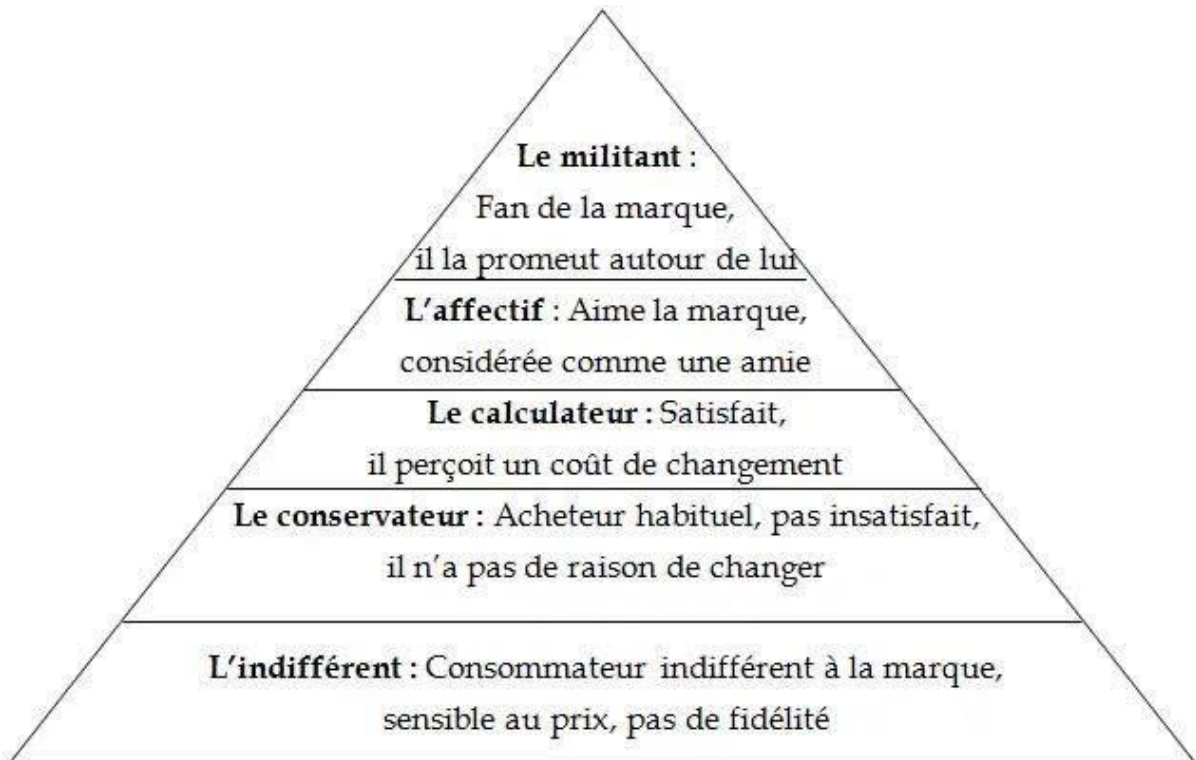 Le militant :
Fan de la marque,
il la promeut autour de lui
L'affectif : Aime la marque,
considérée comme une amie
Le calculateur : Satisfait,
il perçoit un coût de changement
Le conservateur : Acheteur habituel, pas insatisfait,
il n'a pas de raison de changer
L'indifférent : Consommateur indifférent à la marque,
sensible au prix, pas de fidélité